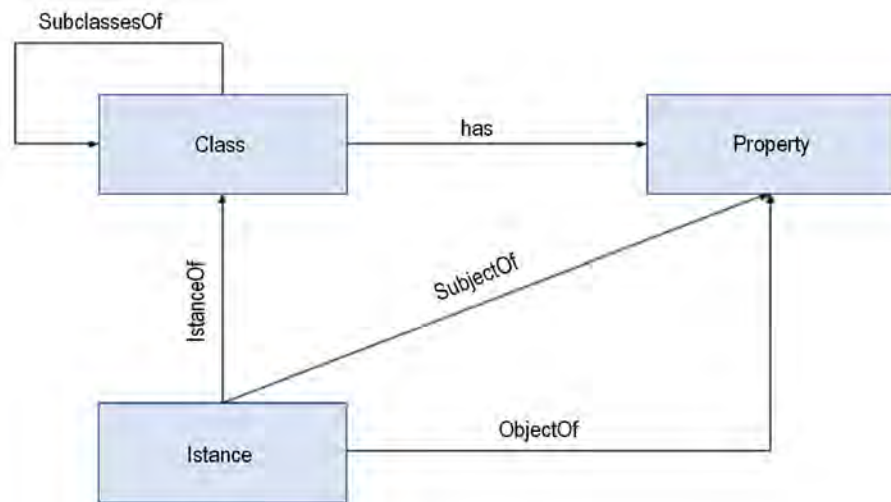 SubclassesOf
Class
has
Property
IstanceOf
SubjectOf
Istance
ObjectOf